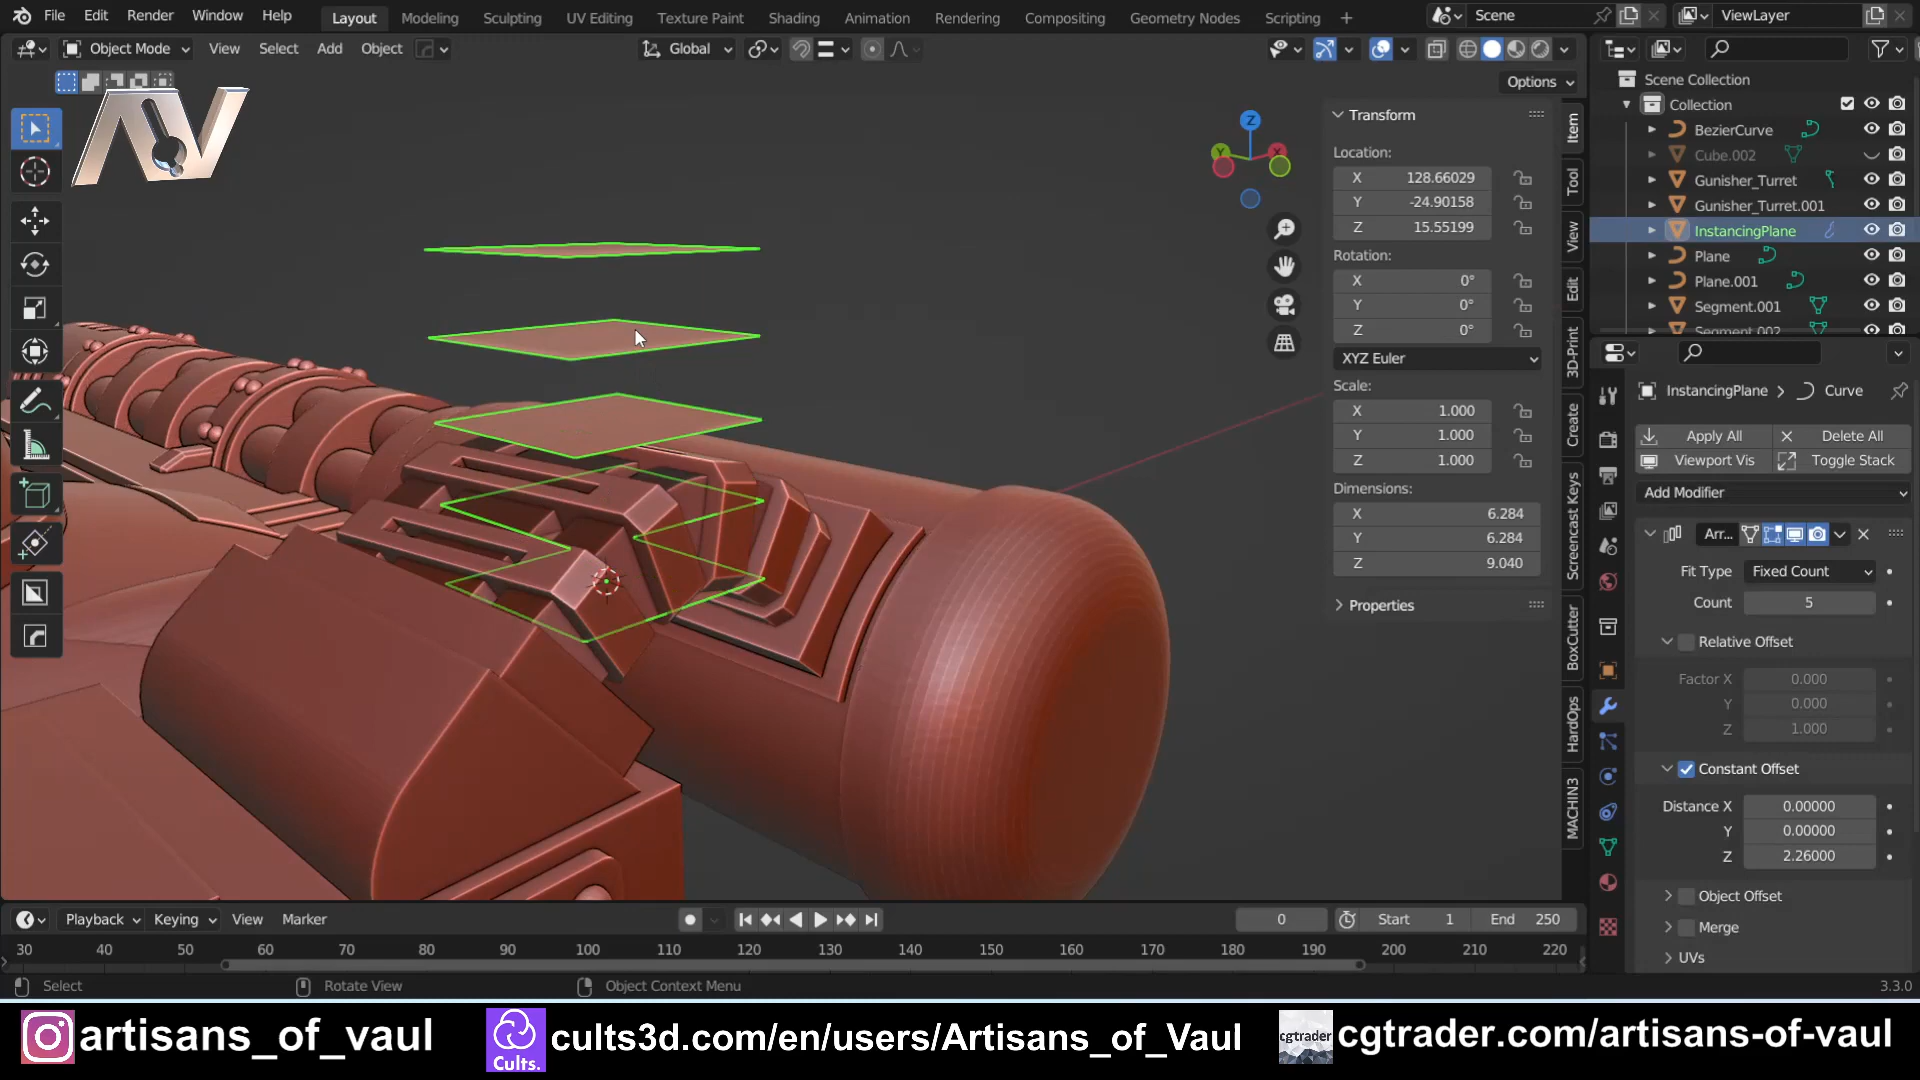 File Edit Render Window Help Layout Modeling Sculpting UV Editing Texture Paint Shading Animation Rendering Compositing Geometry Nodes Scripting + Scene ViewLayer
Object Mode View Select Add Object Global
Options
AV
Scene Collection
Collection
BezierCurve
Cube.002
Gunisher_Turret
Gunisher_Turret.001
InstancingPlane
Plane
Plane.001
Segment.001
Segment.002
Z
Y
X
Transform
Location:
X 128.66029
Y -24.90158
Z 15.55199
Rotation:
X 0°
Y 0°
Z 0°
XYZ Euler
Scale:
X 1.000
Y 1.000
Z 1.000
Dimensions:
X 6.284
Y 6.284
Z 9.040
Properties
Item
Tool
View
Edit
3D-Print
Create
Screencast Keys
BoxCutter
HardOps
MACHIN3
InstancingPlane > Curve
Apply All Delete All
Viewport Vis Toggle Stack
Add Modifier
Arr...
Fit Type Fixed Count
Count 5
Relative Offset
Factor X 0.000
Y 0.000
Z 1.000
Constant Offset
Distance X 0.00000
Y 0.00000
Z 2.26000
Object Offset
Merge
UVs
Playback Keying View Marker 0 Start 1 End 250
30 40 50 60 70 80 90 100 110 120 130 140 150 160 170 180 190 200 210 220
Select Rotate View Object Context Menu 3.3.0
artisans_of_vaul
Cults.
cults3d.com/en/users/Artisans_of_Vaul
cgtrader
cgtrader.com/artisans-of-vaul